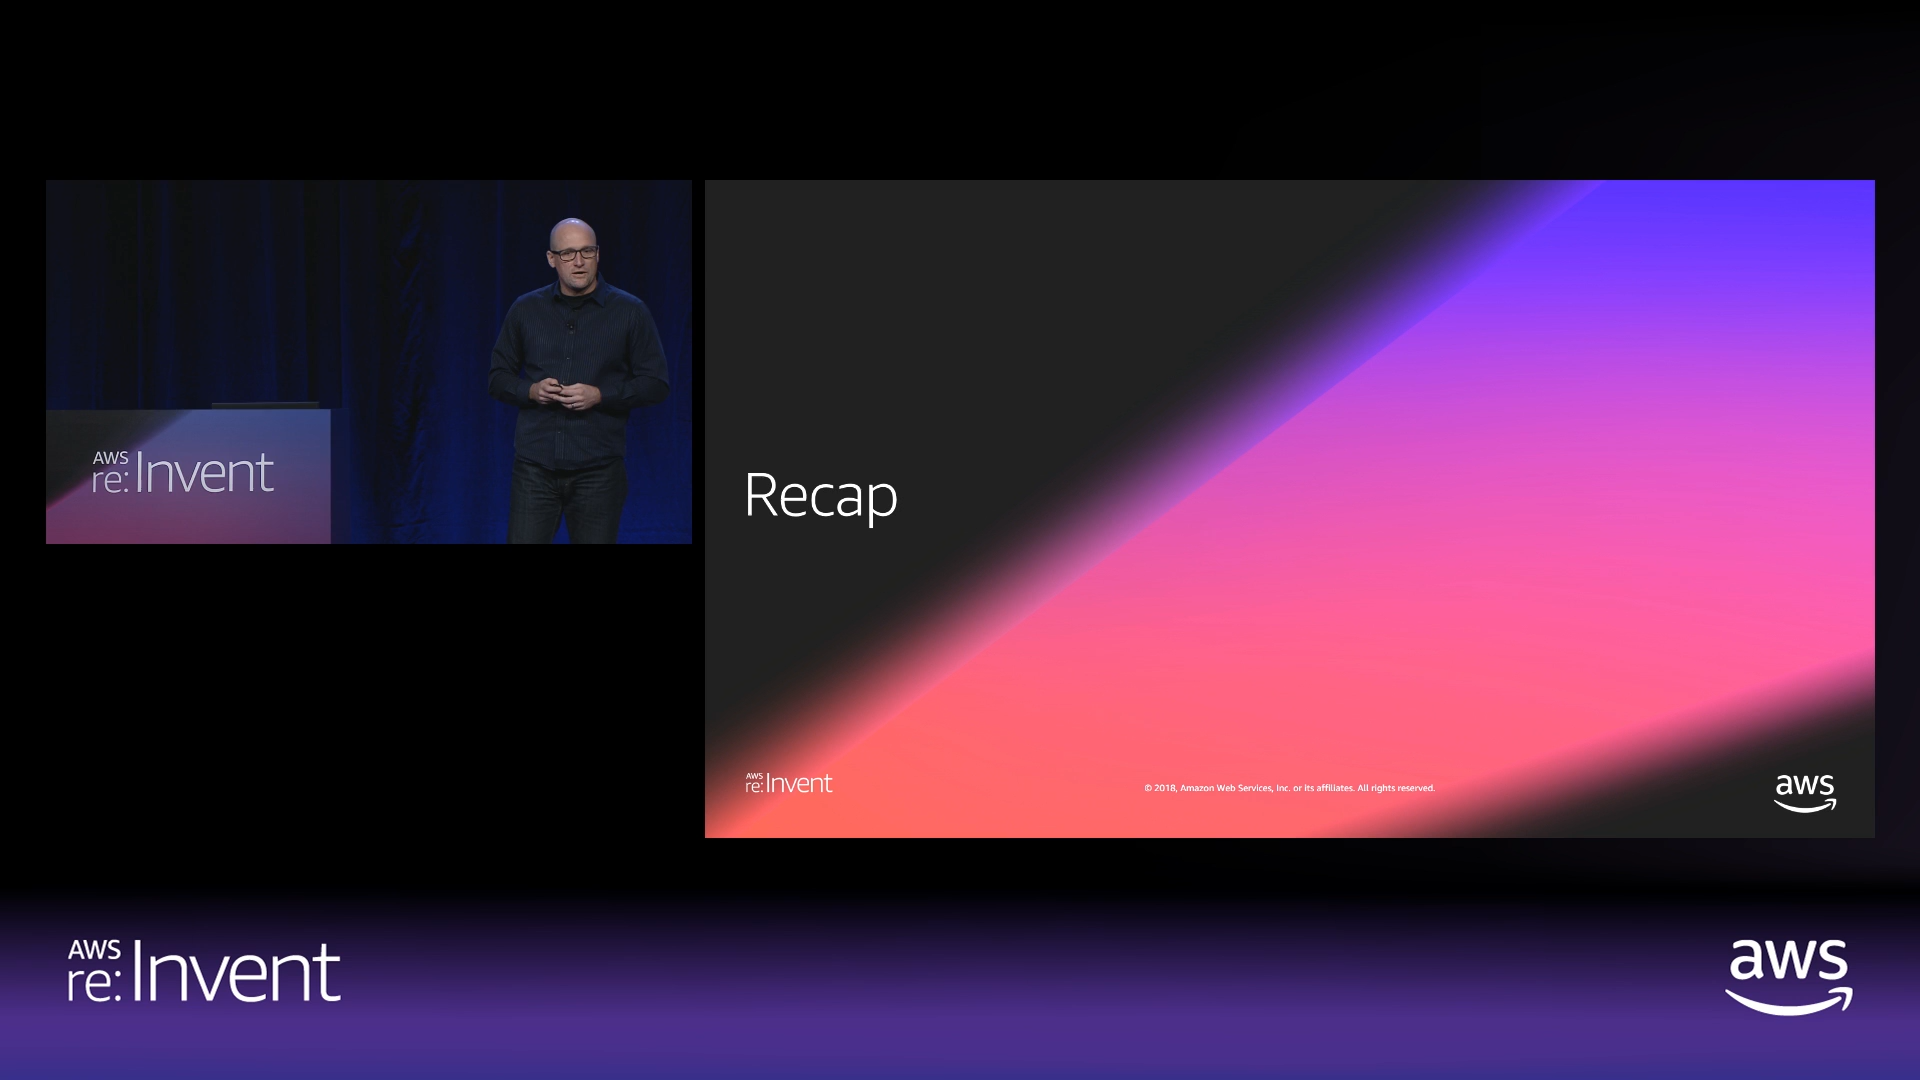 AWS
re:Invent
Recap
AWS
re:Invent
© 2018, Amazon Web Services, Inc. or its affiliates. All rights reserved.
aws
AWS
re:Invent
aws